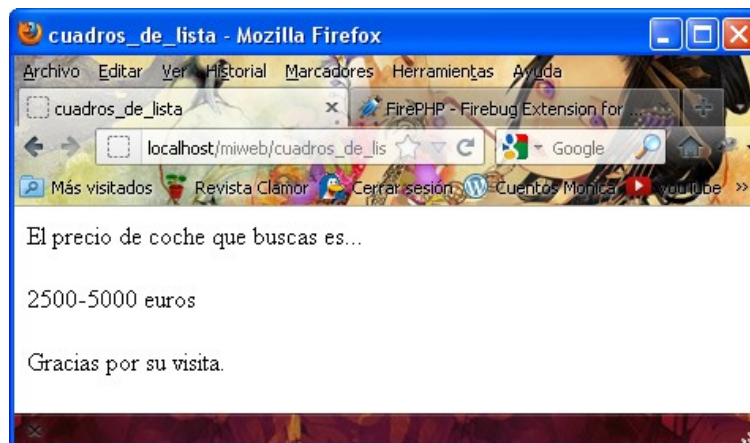 cuadros_de_lista - Mozilla Firefox
Archivo Editar Ver Historial Marcadores Herramientas Ayuda
cuadros_de_lista FirePHP - Firebug Extension for ...
localhost/miweb/cuadros_de_lis Google
Más visitados Revista Clamor Cerrar sesión Cuentos Monica youtube »
El precio de coche que buscas es...
2500-5000 euros
Gracias por su visita.